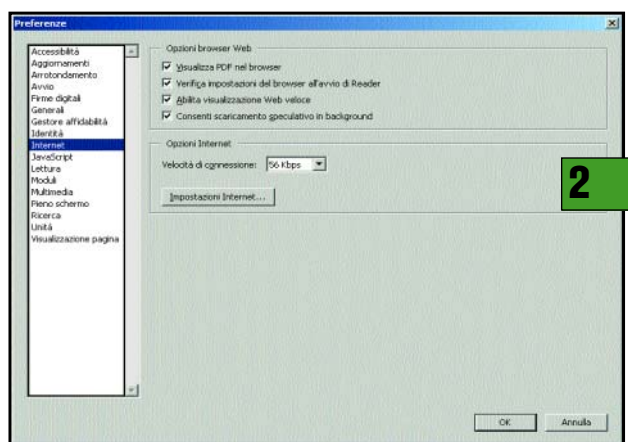 Preferenze
Accessibilità
Aggiornamenti
Arrotondamento
Avvio
Firme digitali
Generali
Gestore affidabilità
Identità
Internet
JavaScript
Lettura
Moduli
Multimedia
Pieno schermo
Ricerca
Unità
Visualizzazione pagina
Opzioni browser Web
Visualizza PDF nel browser
Verifica impostazioni del browser all'avvio di Reader
Abilita visualizzazione Web veloce
Consenti scaricamento speculativo in background
Opzioni Internet
Velocità di connessione: 56 Kbps
Impostazioni Internet...
2
OK Annulla